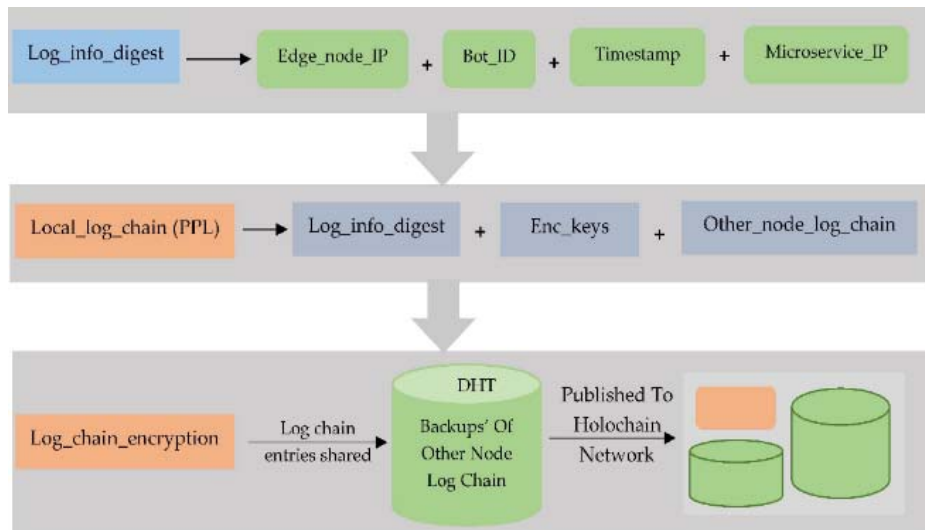 Log_info_digest
Edge_node_IP
+
Bot_ID
+
Timestamp
+
Microservice_IP
Local_log_chain (PPL)
Log_info_digest
+
Enc_keys
+
Other_node_log_chain
Log_chain_encryption
Log chain
entries shared
DHT
Backups' Of
Other Node
Log Chain
Published To
Holochain
Network